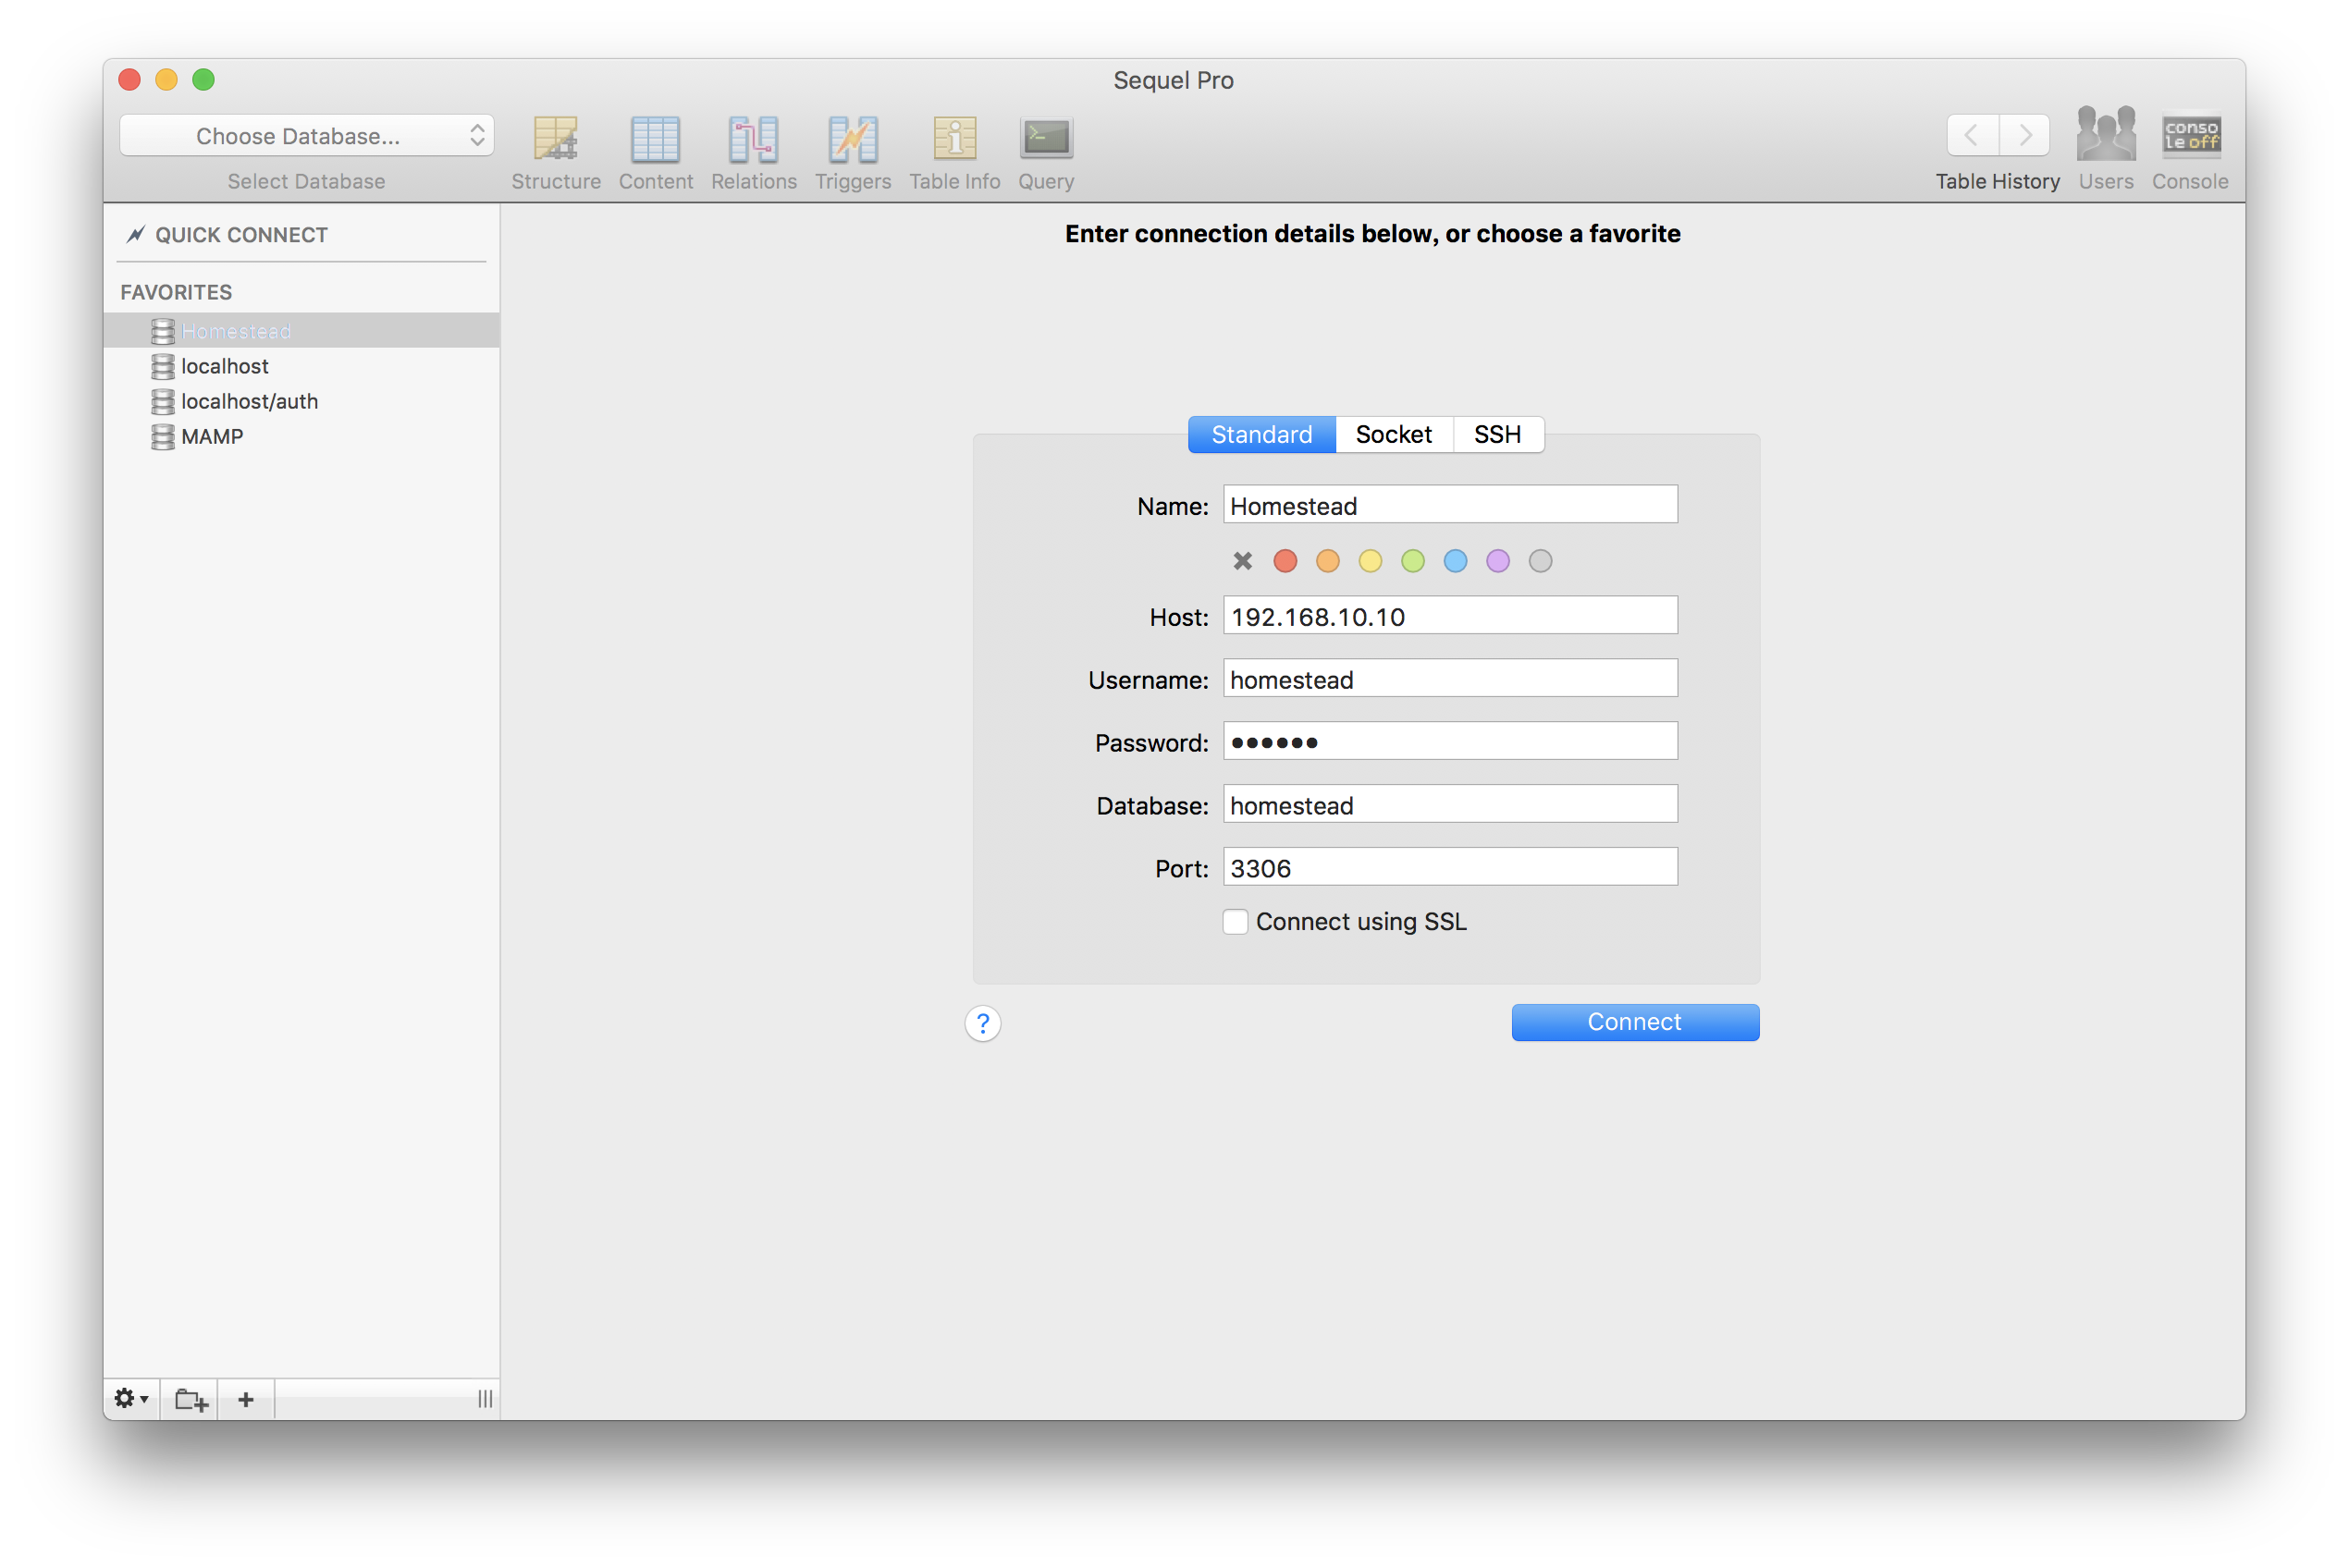 Sequel Pro
Choose Database...
Select Database
Structure
Content
Relations
Triggers
Table Info
Query
Table History
Users
conso
le off
Console
QUICK CONNECT
FAVORITES
Homestead
localhost
localhost/auth
MAMP
Enter connection details below, or choose a favorite
Standard Socket SSH
Name: Homestead
Host: 192.168.10.10
Username: homestead
Password: ••••••
Database: homestead
Port: 3306
Connect using SSL
? Connect